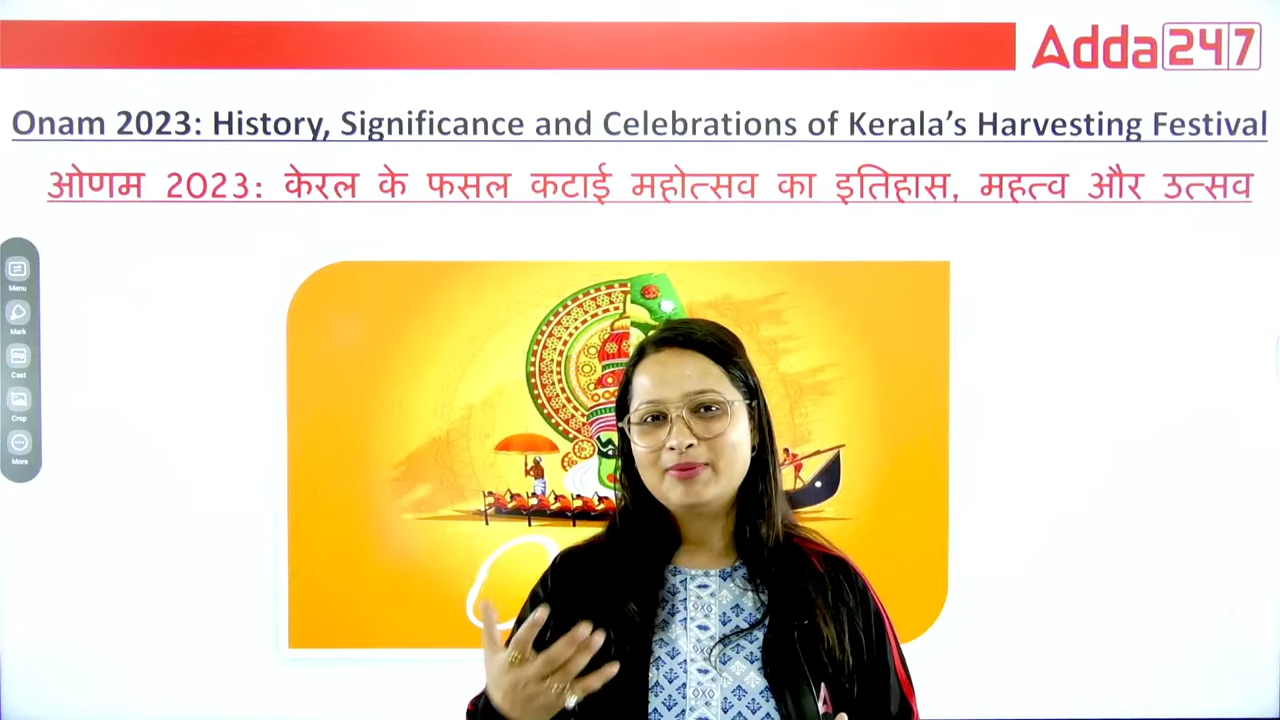 Adda247
Onam 2023: History, Significance and Celebrations of Kerala’s Harvesting Festival
ओणम 2023: केरल के फसल कटाई महोत्सव का इतिहास, महत्व और उत्सव
Menu
Mark
Cast
Crop
More